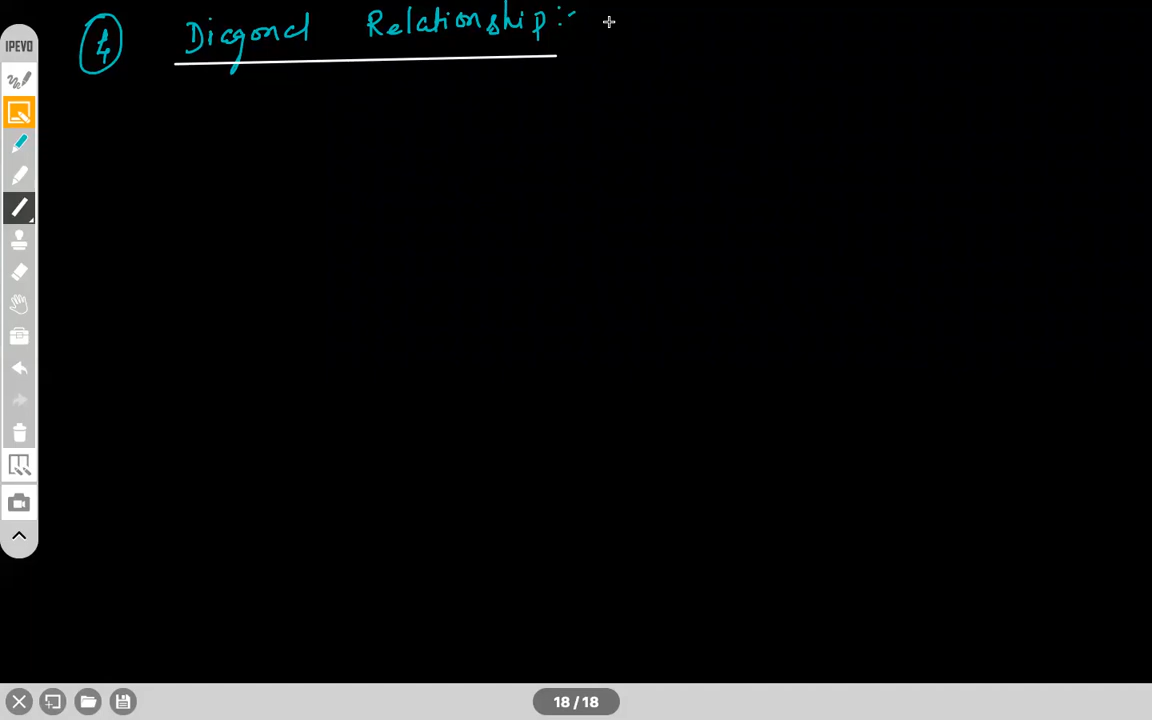 ④ Diagonal Relationship :-
IPEVO
18 / 18